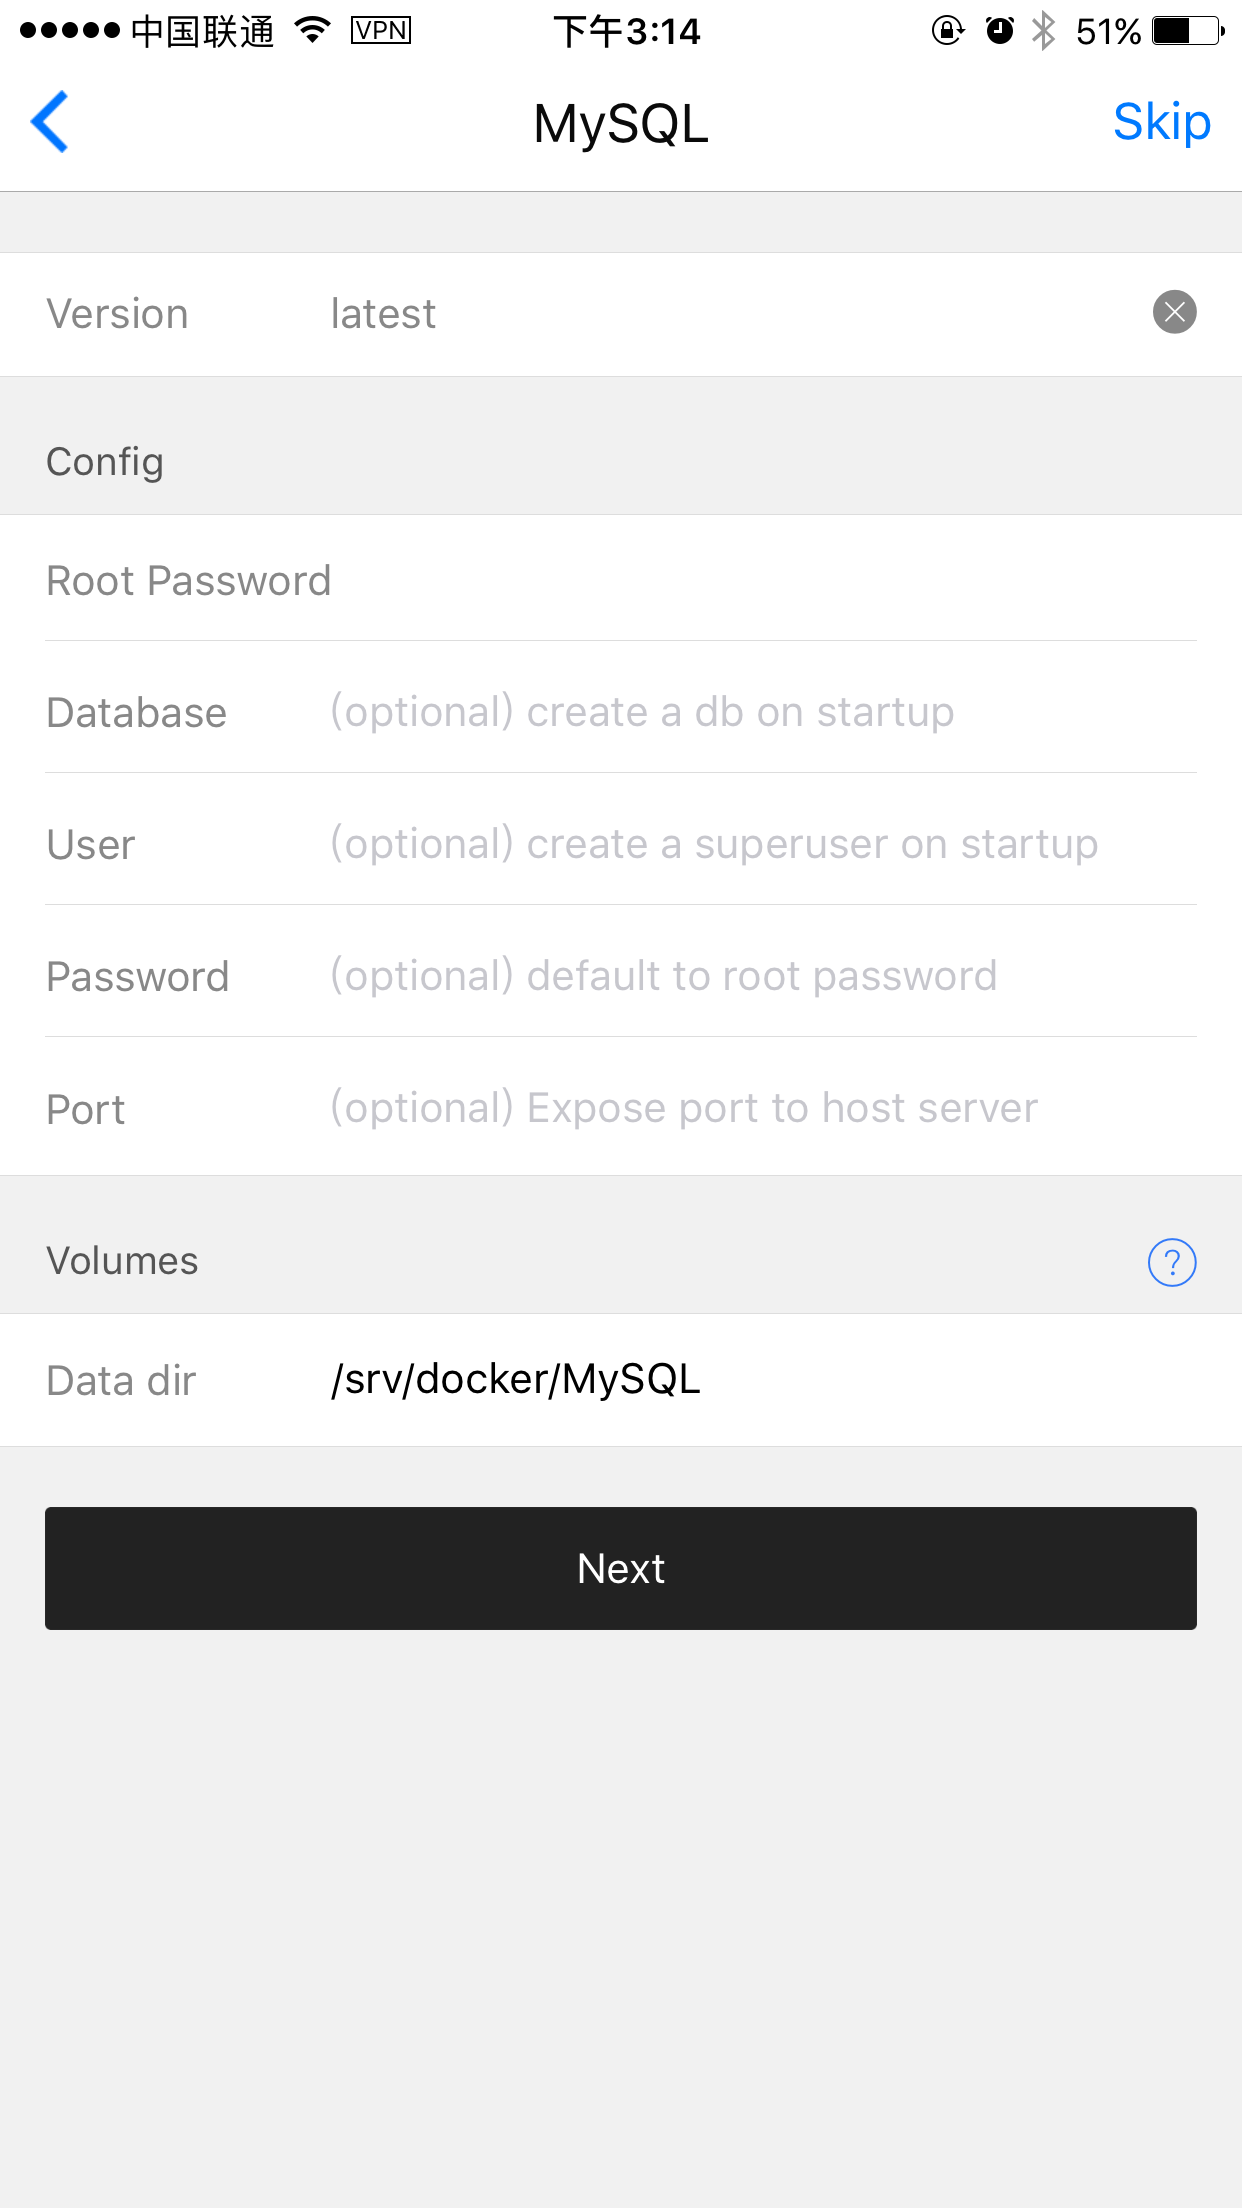 中国联通 VPN 下午3:14 51%
MySQL Skip
Version latest
Config
Root Password
Database (optional) create a db on startup
User (optional) create a superuser on startup
Password (optional) default to root password
Port (optional) Expose port to host server
Volumes ?
Data dir /srv/docker/MySQL
Next